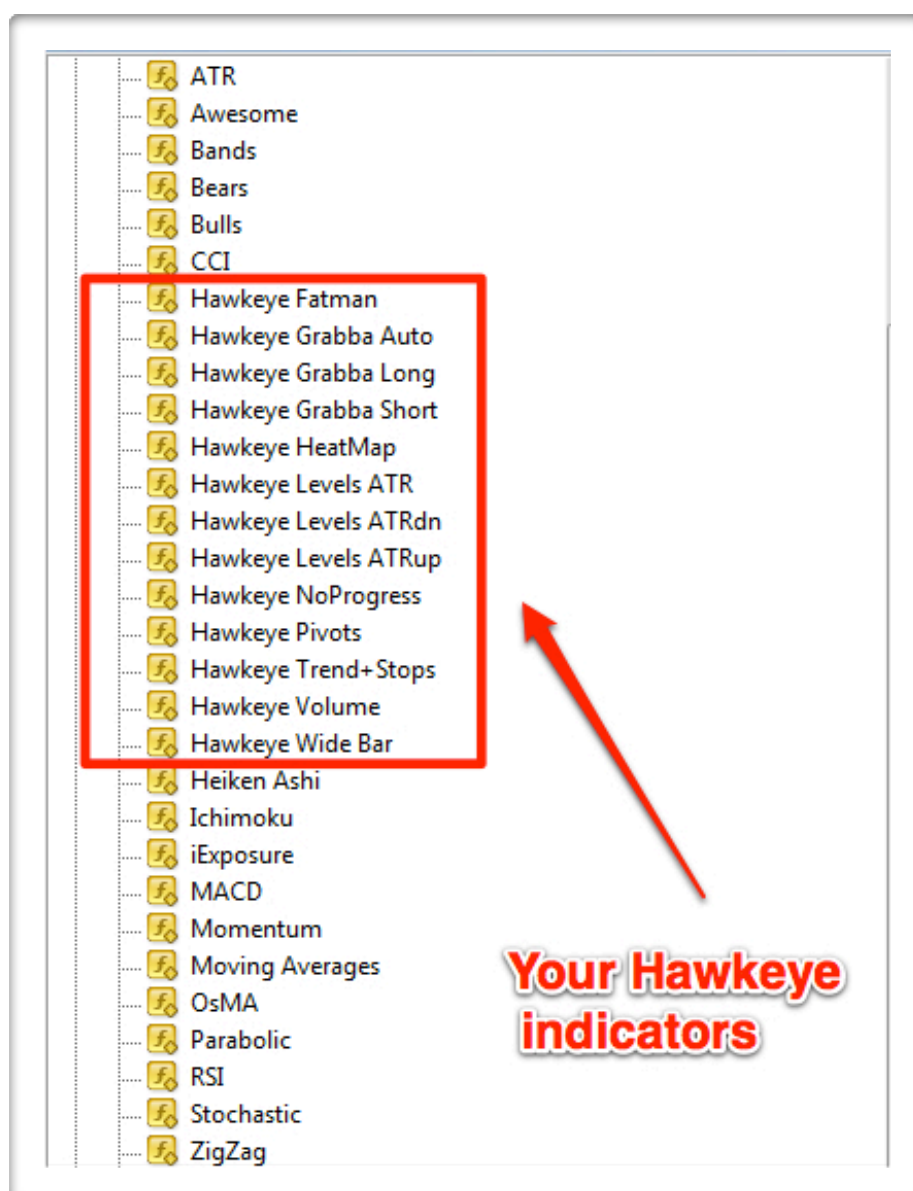 ATR
Awesome
Bands
Bears
Bulls
CCI
Hawkeye Fatman
Hawkeye Grabba Auto
Hawkeye Grabba Long
Hawkeye Grabba Short
Hawkeye HeatMap
Hawkeye Levels ATR
Hawkeye Levels ATRdn
Hawkeye Levels ATRup
Hawkeye NoProgress
Hawkeye Pivots
Hawkeye Trend+Stops
Hawkeye Volume
Hawkeye Wide Bar
Heiken Ashi
Ichimoku
iExposure
MACD
Momentum
Moving Averages
OsMA
Parabolic
RSI
Stochastic
ZigZag
Your Hawkeye
indicators